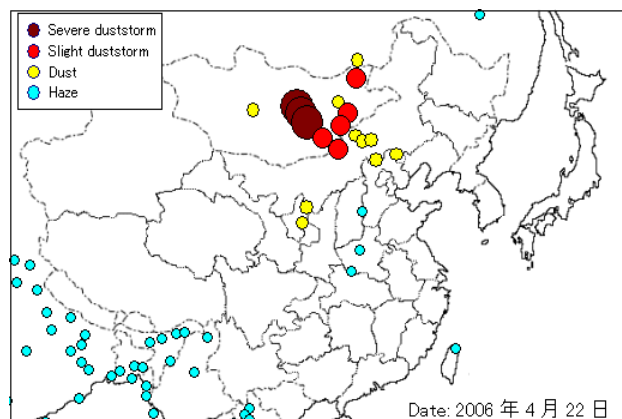 Severe duststorm
Slight duststorm
Dust
Haze
Date: 2006 年 4 月 22 日